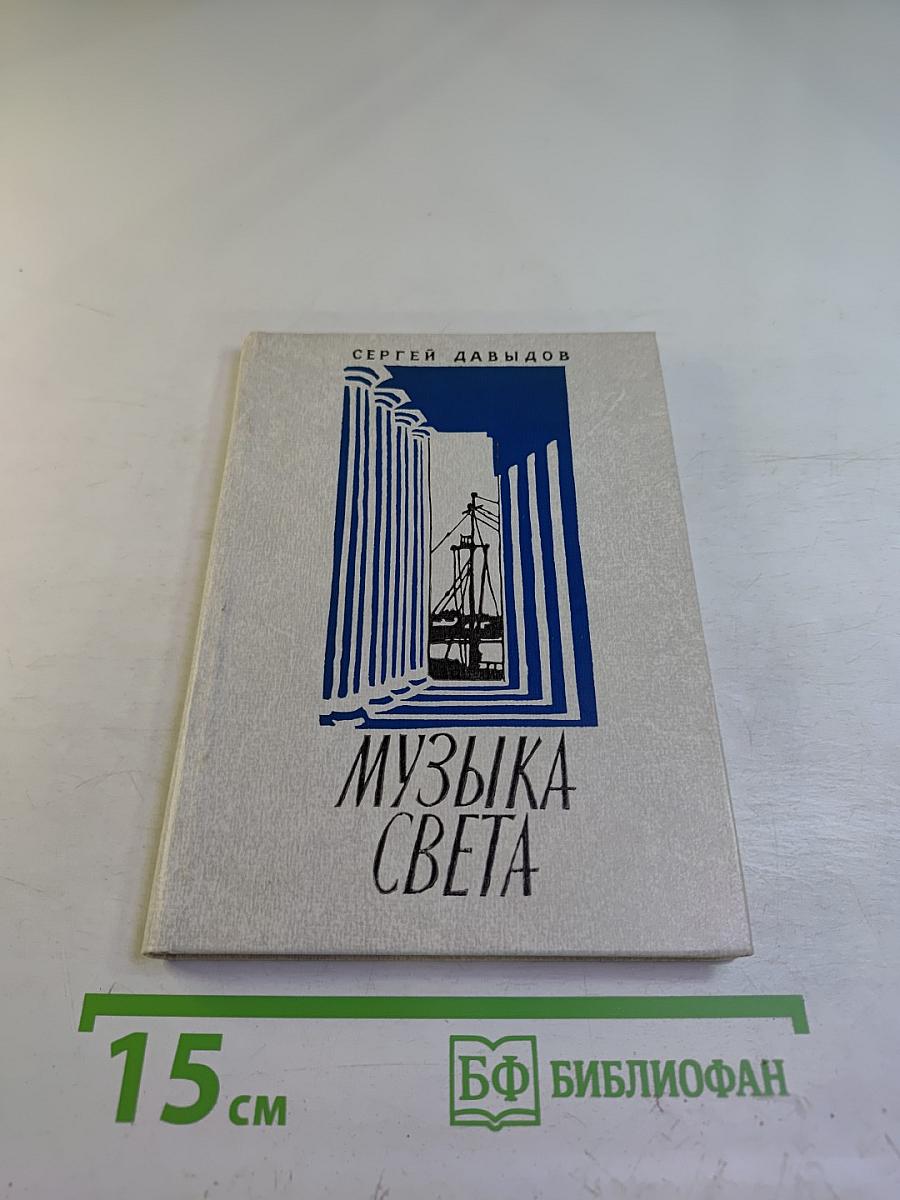 СЕРГЕЙ ДАВЫДОВ
МУЗЫКА
СВЕТА
15 см
БФ БИБЛИОФАН